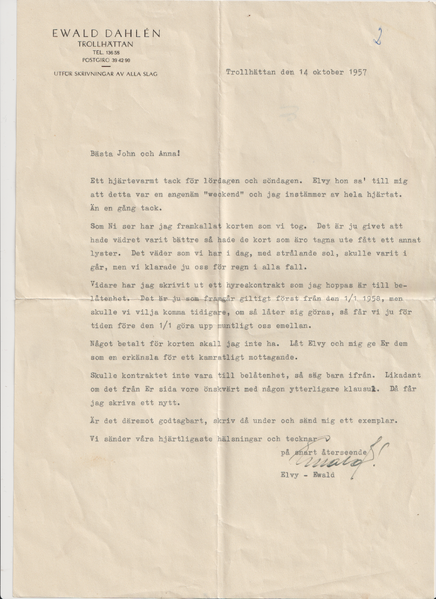 EWALD DAHLÉN
TROLLHÄTTAN
TEL. 136 58
POSTGIRO 39 42 90
UTFÖR SKRIVNINGAR AV ALLA SLAG
2
Trollhättan den 14 oktober 1957
Bästa John och Anna!
Ett hjärtevarmt tack för lördagen och söndagen. Elvy hon sa' till mig
att detta var en angenäm "weekend" och jag instämmer av hela hjärtat.
Än en gång tack.
Som Ni ser har jag framkallat korten som vi tog. Det är ju givet att
hade vädret varit bättre så hade de kort som äro tagna ute fått ett annat
lyster. Det väder som vi har i dag, med strålande sol, skulle varit i
går, men vi klarade ju oss för regn i alla fall.
Vidare har jag skrivit ut ett hyreskontrakt som jag hoppas är till be-
låtenhet. Det är ju som framgår giltigt först från den 1/1 1958, men
skulle vi vilja komma tidigare, om så låter sig göras, så får vi ju för
tiden före den 1/1 göra upp muntligt oss emellan.
Något betalt för korten skall jag inte ha. Låt Elvy och mig ge Er dem
som en erkänsla för ett kamratligt mottagande.
Skulle kontraktet inte vara till belåtenhet, så säg bara ifrån. Likadant
om det från Er sida vore önskvärt med någon ytterligare klausul. Då får
jag skriva ett nytt.
Är det däremot godtagbart, skriv då under och sänd mig ett exemplar.
Vi sänder våra hjärtligaste hälsningar och tecknar
på snart återseende
Ewald!
Elvy - Ewald